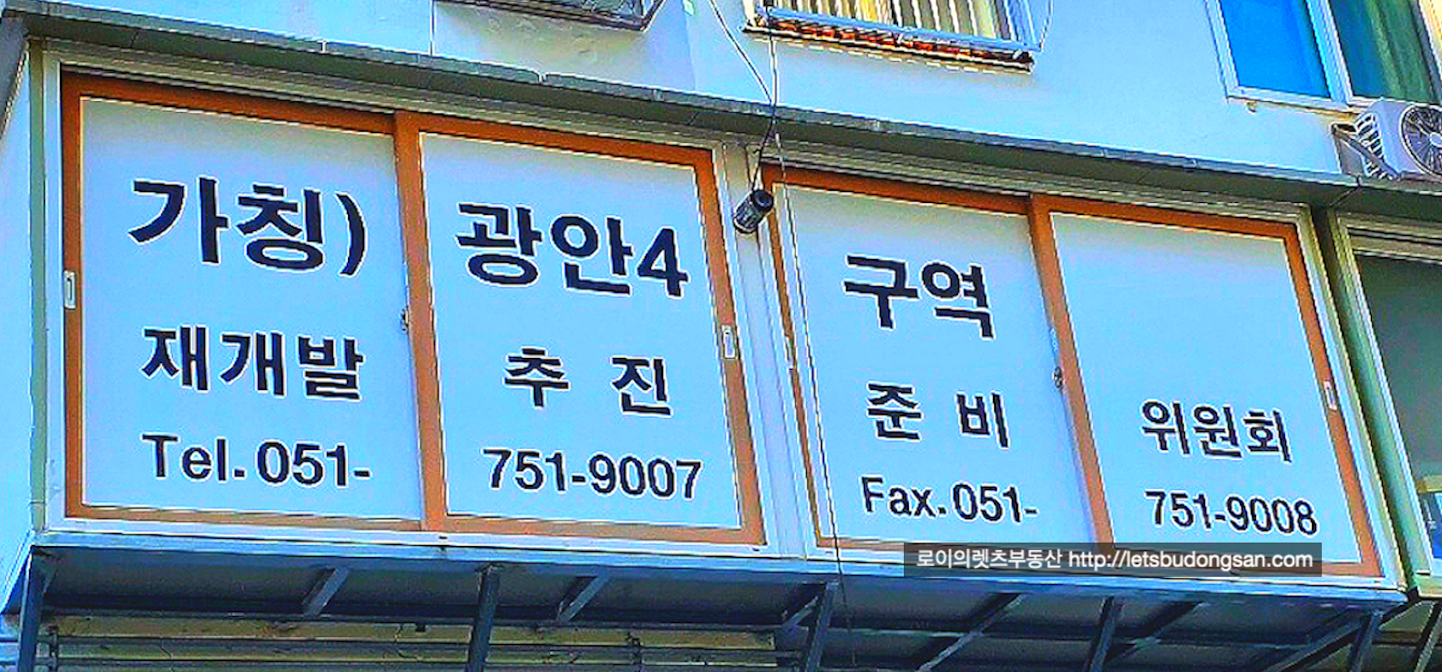 가칭) 광안4 구역
재개발 추 진 준 비 위원회
Tel. 051- 751-9007 Fax. 051- 751-9008
로이의렛츠부동산 http://letsbudongsan.com